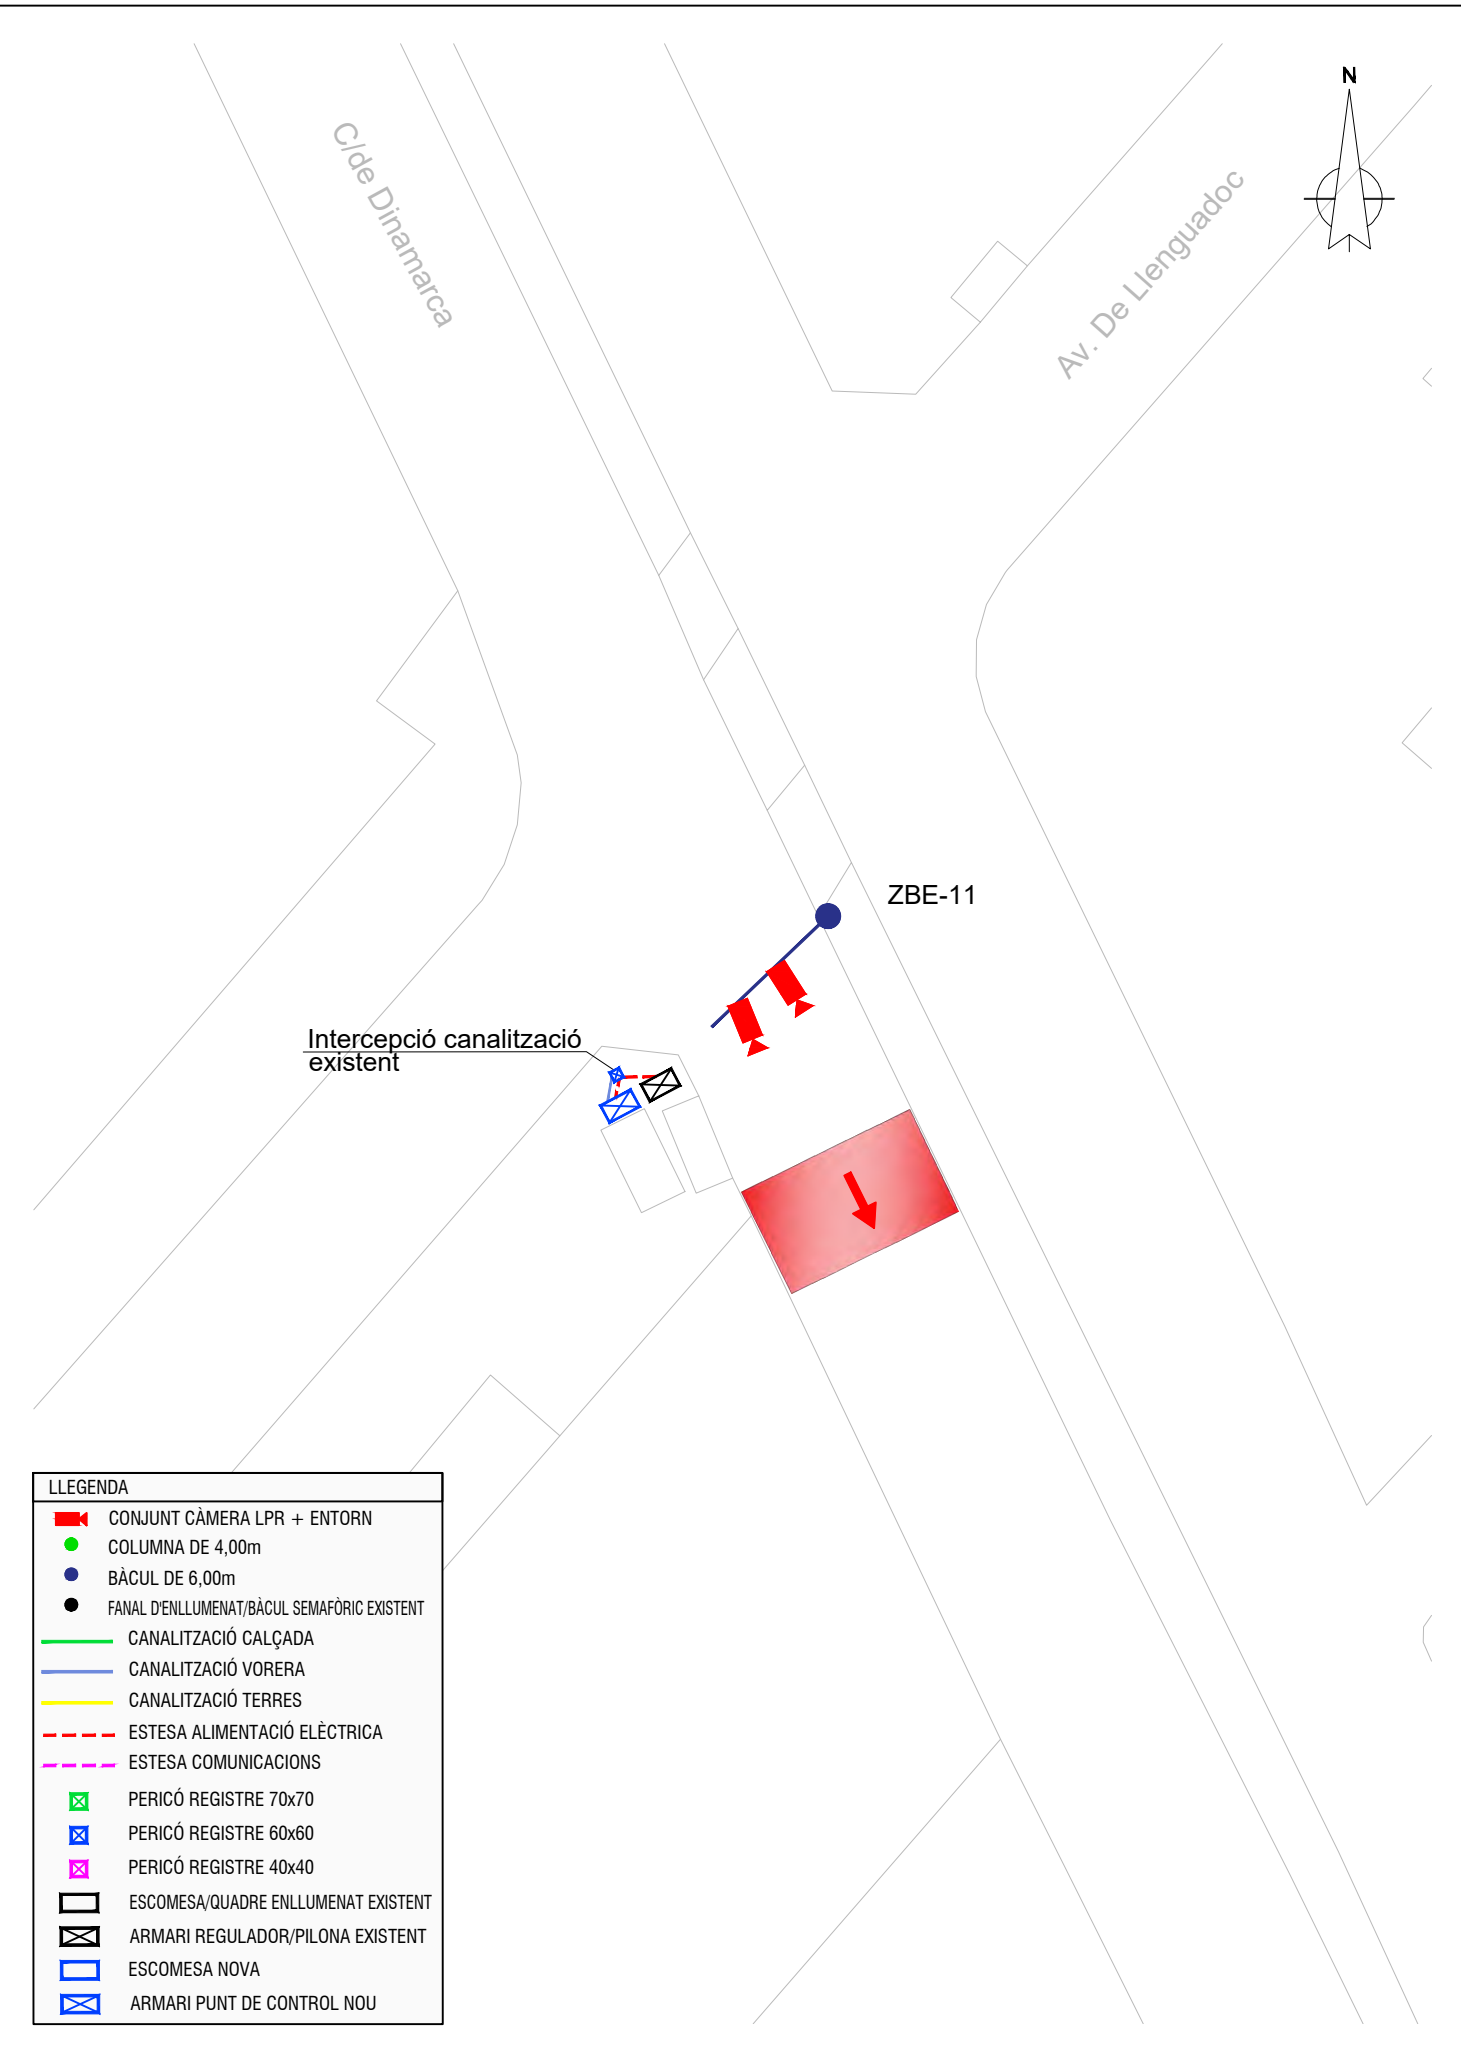 N
C/de Dinamarca
Av. De Llenguadoc
ZBE-11
Intercepció canalització
existent
LLEGENDA
CONJUNT CÀMERA LPR + ENTORN
COLUMNA DE 4,00m
BÀCUL DE 6,00m
FANAL D'ENLLUMENAT/BÀCUL SEMAFÒRIC EXISTENT
CANALITZACIÓ CALÇADA
CANALITZACIÓ VORERA
CANALITZACIÓ TERRES
ESTESA ALIMENTACIÓ ELÈCTRICA
ESTESA COMUNICACIONS
PERICÓ REGISTRE 70x70
PERICÓ REGISTRE 60x60
PERICÓ REGISTRE 40x40
ESCOMESA/QUADRE ENLLUMENAT EXISTENT
ARMARI REGULADOR/PILONA EXISTENT
ESCOMESA NOVA
ARMARI PUNT DE CONTROL NOU